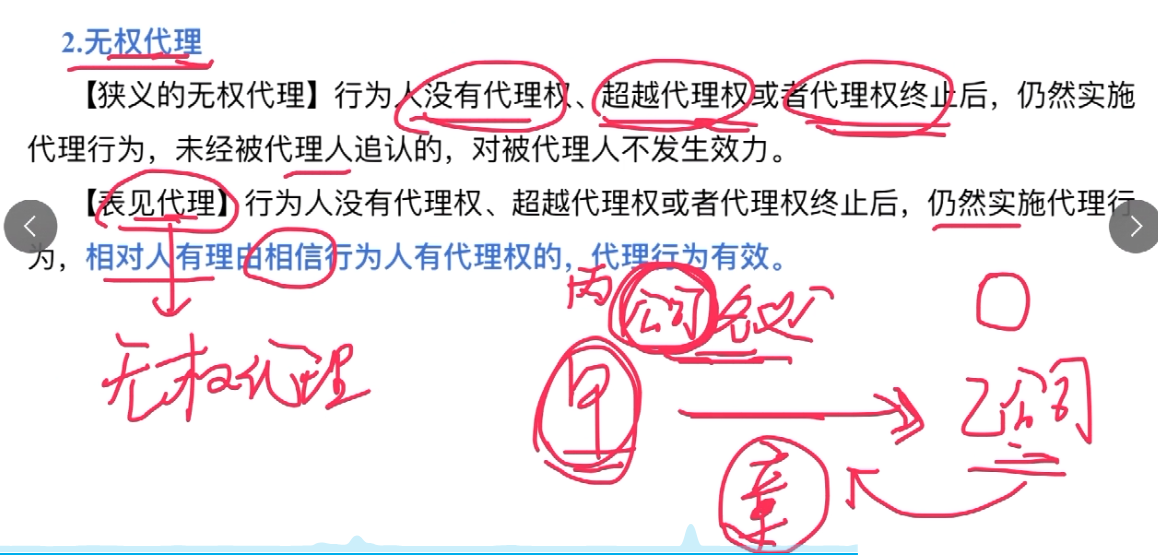 2.无权代理
【狭义的无权代理】行为人没有代理权、超越代理权或者代理权终止后，仍然实施
代理行为，未经被代理人追认的，对被代理人不发生效力。
【表见代理】行为人没有代理权、超越代理权或者代理权终止后，仍然实施代理行
为，相对人有理由相信行为人有代理权的，代理行为有效。
丙公司名义
无权代理
甲
乙公司
章